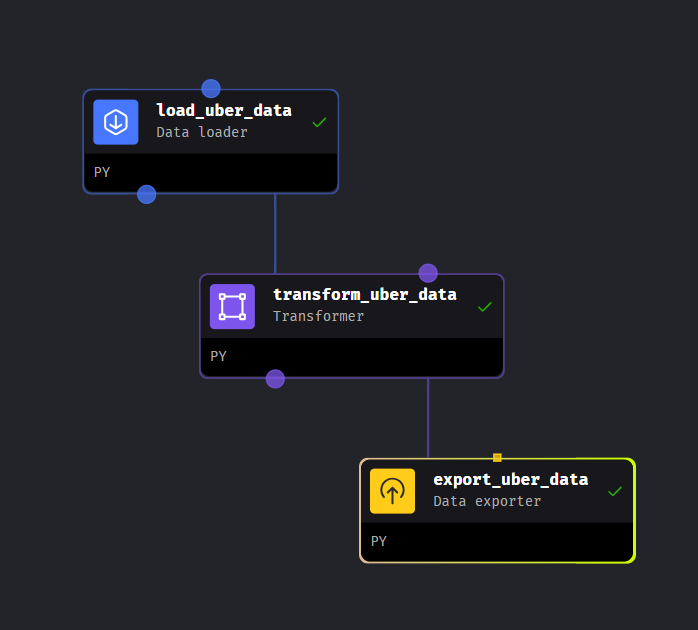 load_uber_data
Data loader
PY
transform_uber_data
Transformer
PY
export_uber_data
Data exporter
PY